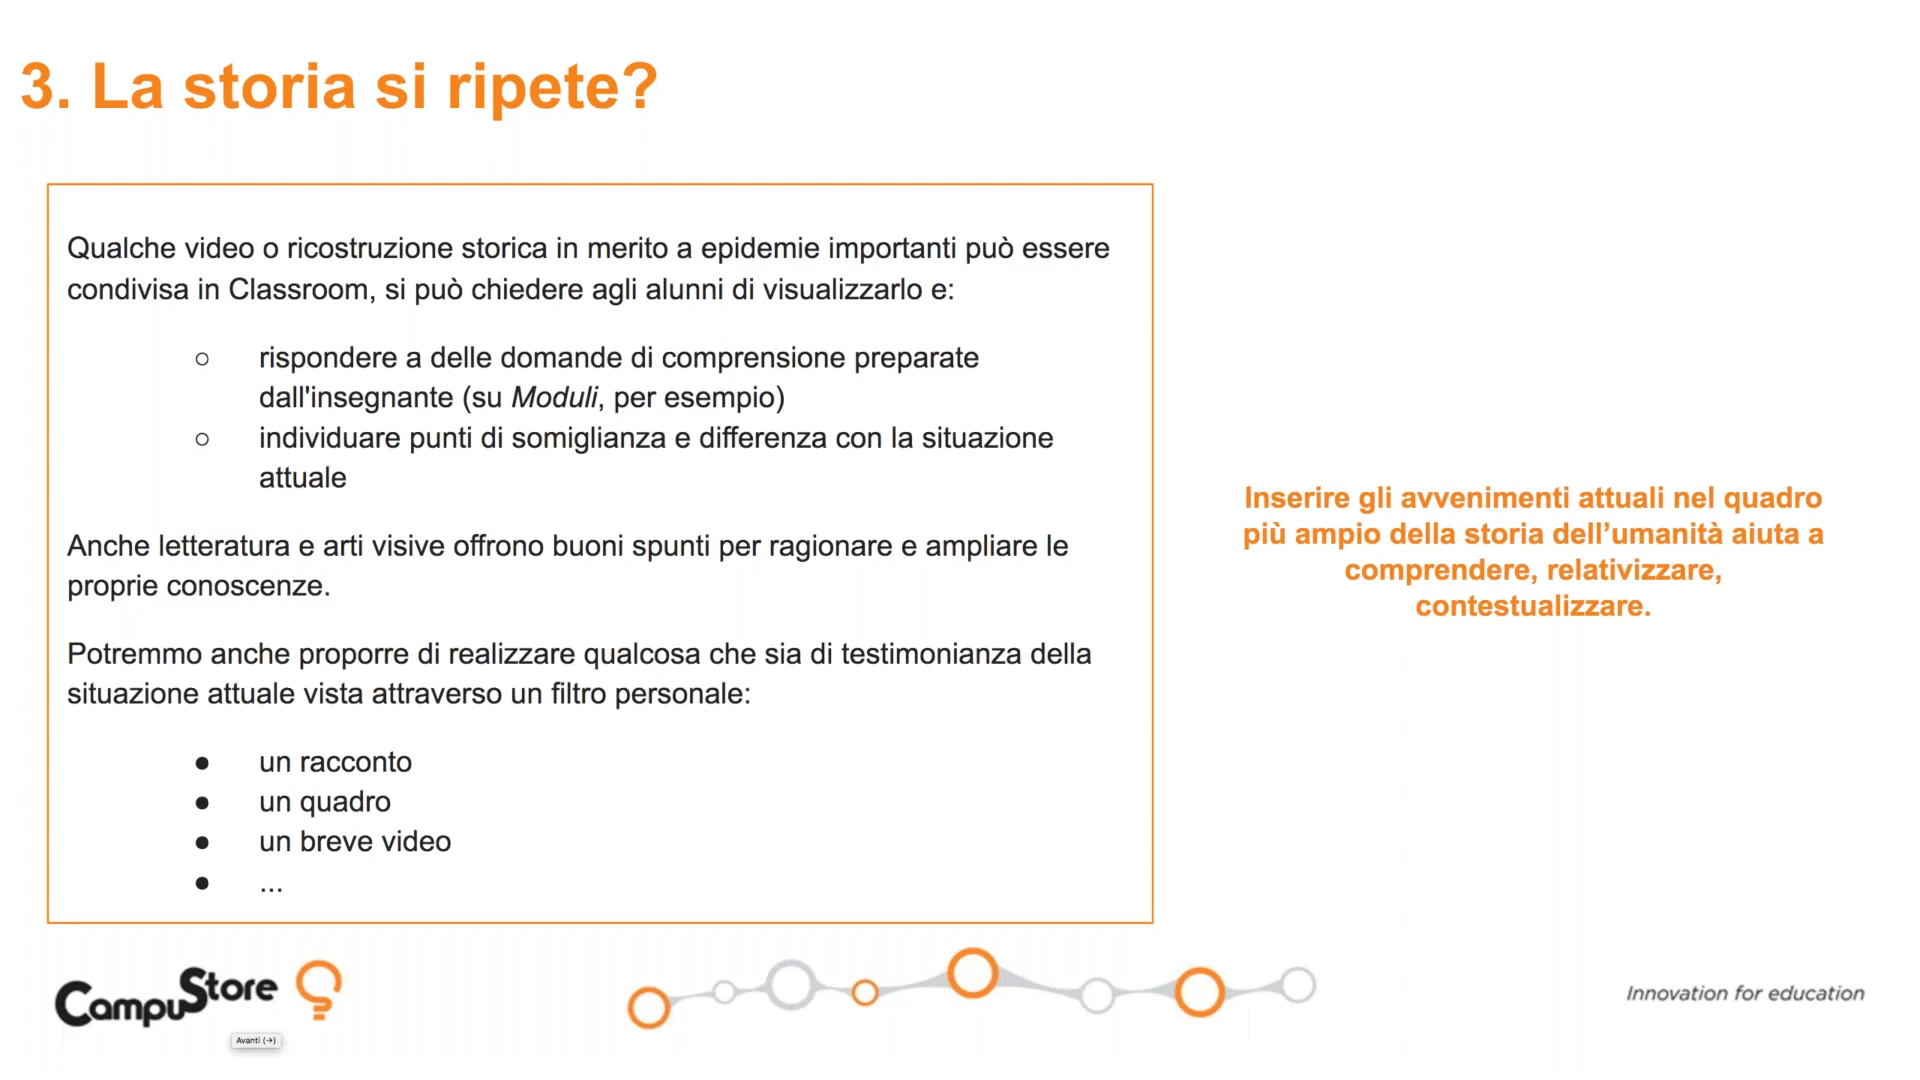 3. La storia si ripete?
Qualche video o ricostruzione storica in merito a epidemie importanti può essere
condivisa in Classroom, si può chiedere agli alunni di visualizzarlo e:
○ rispondere a delle domande di comprensione preparate
dall'insegnante (su Moduli, per esempio)
○ individuare punti di somiglianza e differenza con la situazione
attuale
Anche letteratura e arti visive offrono buoni spunti per ragionare e ampliare le
proprie conoscenze.
Potremmo anche proporre di realizzare qualcosa che sia di testimonianza della
situazione attuale vista attraverso un filtro personale:
● un racconto
● un quadro
● un breve video
● ...
Inserire gli avvenimenti attuali nel quadro
più ampio della storia dell’umanità aiuta a
comprendere, relativizzare,
contestualizzare.
CampuStore
Avanti (→)
Innovation for education